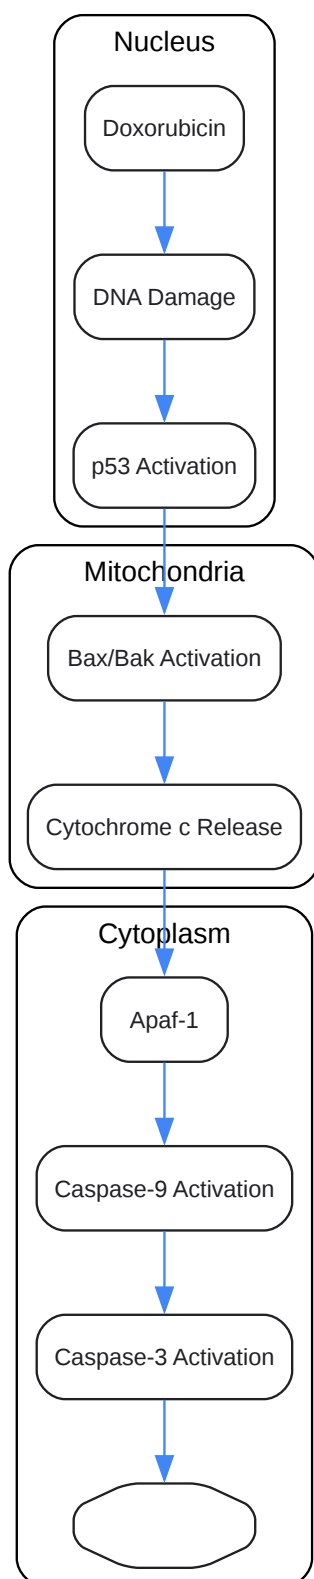 Nucleus
Doxorubicin
DNA Damage
p53 Activation
Mitochondria
Bax/Bak Activation
Cytochrome c Release
Cytoplasm
Apaf-1
Caspase-9 Activation
Caspase-3 Activation